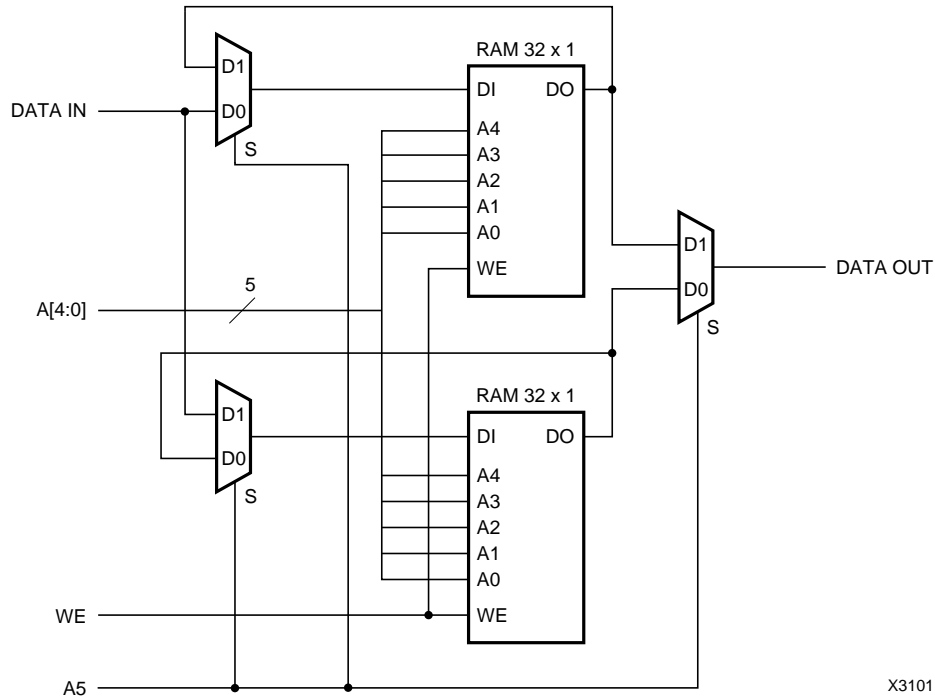 RAM 32 x 1
D1
DI
DO
DATA IN
D0
A4
S
A3
A2
A1
A0
D1
WE
DATA OUT
5
D0
A[4:0]
S
RAM 32 x 1
D1
DI
DO
D0
A4
S
A3
A2
A1
A0
WE
WE
A5
X3101